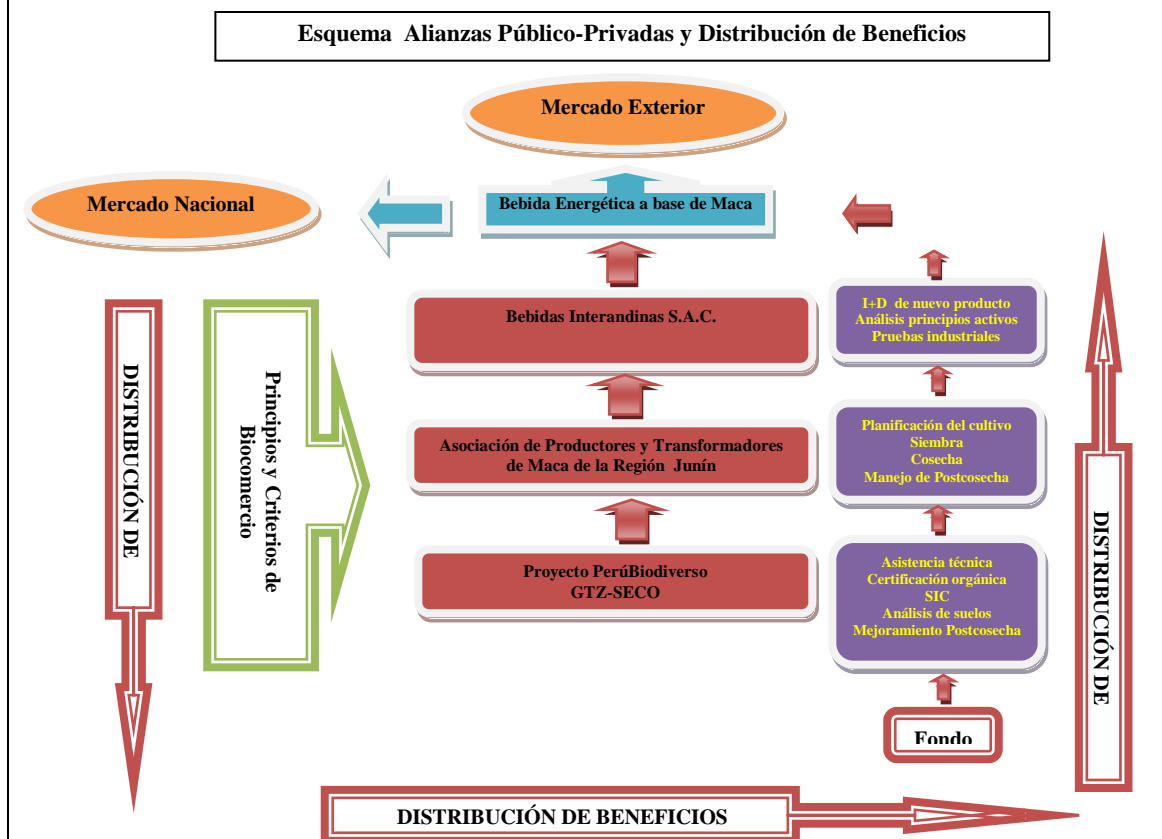 Esquema Alianzas Público-Privadas y Distribución de Beneficios
Mercado Exterior
Mercado Nacional
Bebida Energética a base de Maca
Bebidas Interandinas S.A.C.
I+D de nuevo producto
Análisis principios activos
Pruebas industriales
DISTRIBUCIÓN DE
Principios y Criterios de
Biocomercio
Asociación de Productores y Transformadores
de Maca de la Región Junín
Planificación del cultivo
Siembra
Cosecha
Manejo de Postcosecha
Proyecto PerúBiodiverso
GTZ-SECO
Asistencia técnica
Certificación orgánica
SIC
Análisis de suelos
Mejoramiento Postcosecha
DISTRIBUCIÓN DE
Fondo
DISTRIBUCIÓN DE BENEFICIOS